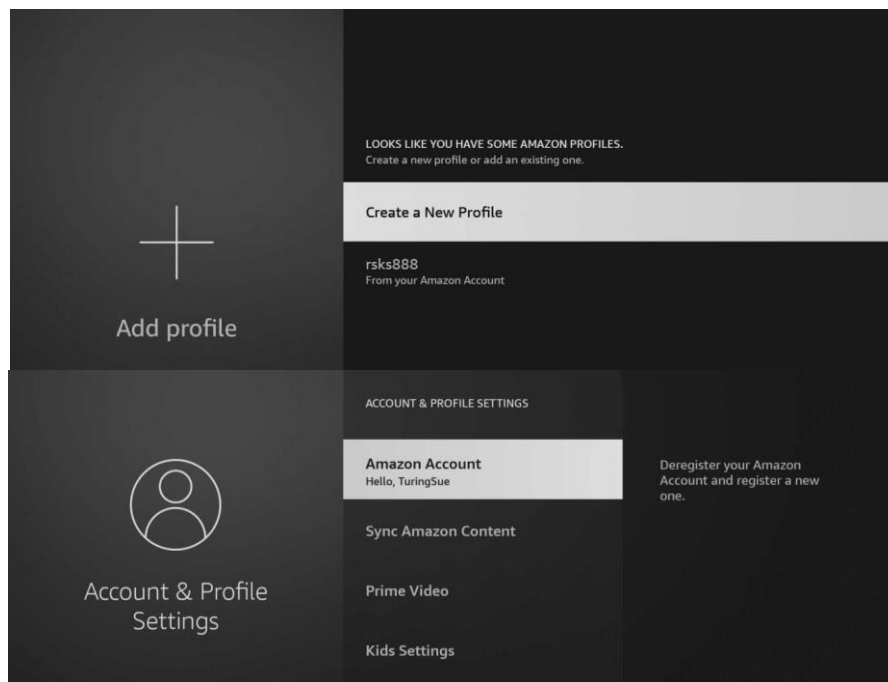 LOOKS LIKE YOU HAVE SOME AMAZON PROFILES.
Create a new profile or add an existing one.
Create a New Profile
rsks888
From your Amazon Account
Add profile
ACCOUNT & PROFILE SETTINGS
Amazon Account
Hello, TuringSue
Sync Amazon Content
Prime Video
Kids Settings
Deregister your Amazon
Account and register a new
one.
Account & Profile
Settings